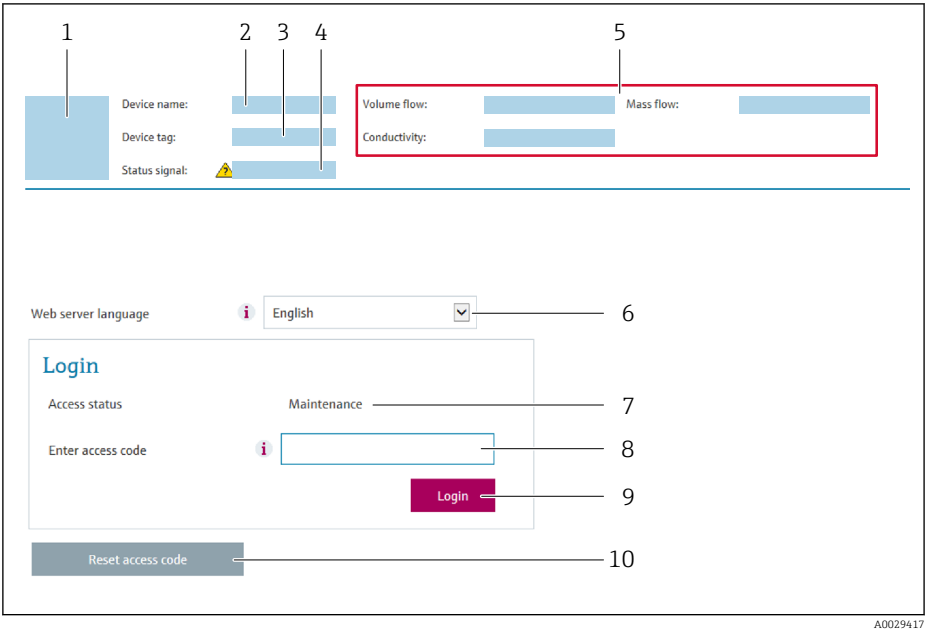 1 2 3 4 5
Device name: Volume flow: Mass flow:
Device tag: Conductivity:
Status signal: ?
Web server language i English 6
Login
Access status Maintenance 7
Enter access code i 8
Login 9
Reset access code 10
A0029417